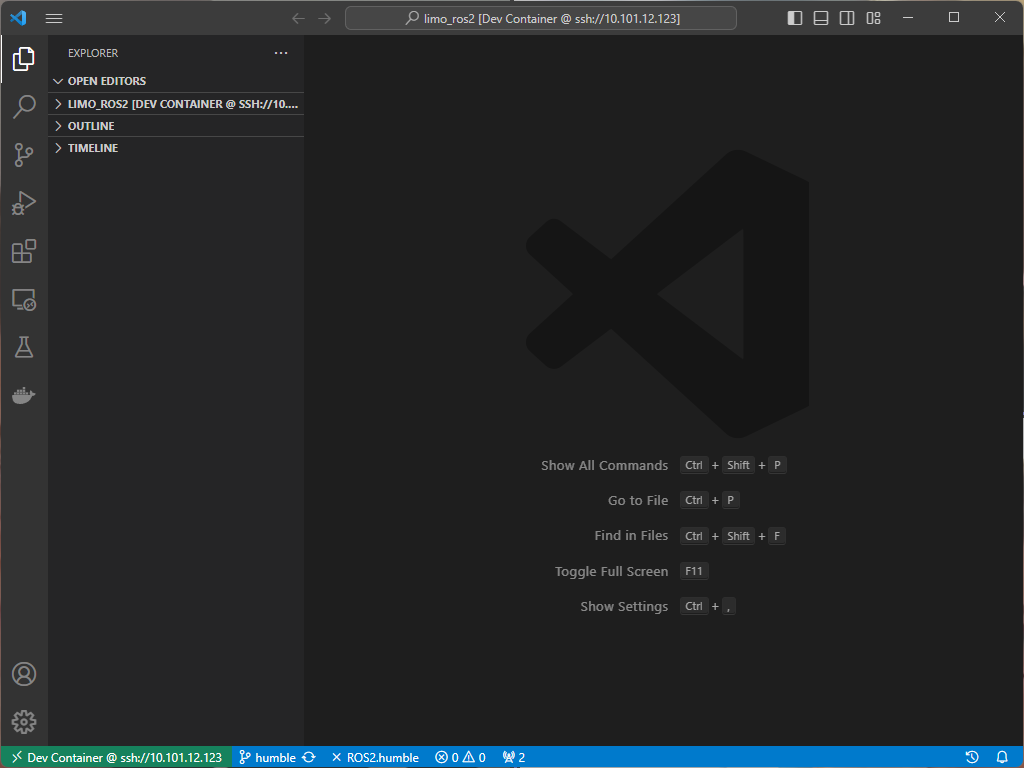 limo_ros2 [Dev Container @ ssh://10.101.12.123]
EXPLORER
OPEN EDITORS
LIMO_ROS2 [DEV CONTAINER @ SSH://10....
OUTLINE
TIMELINE
Show All Commands Ctrl + Shift + P
Go to File Ctrl + P
Find in Files Ctrl + Shift + F
Toggle Full Screen F11
Show Settings Ctrl + ,
Dev Container @ ssh://10.101.12.123 humble ROS2.humble 0 0 2